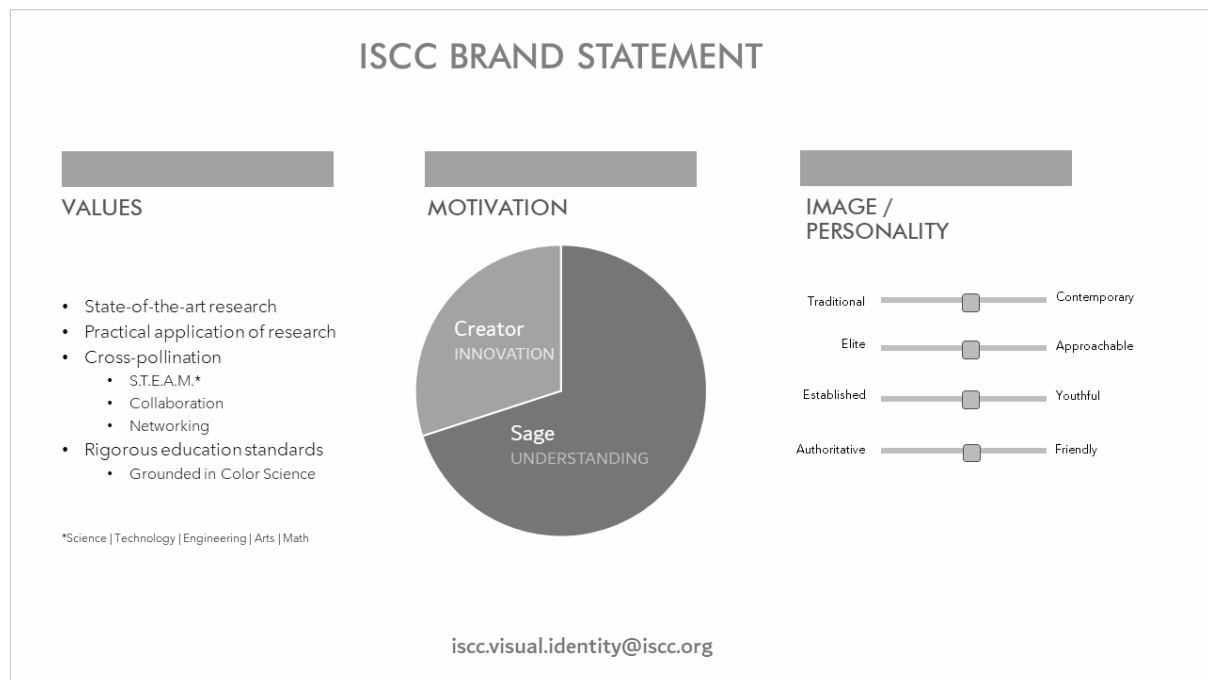 ISCC BRAND STATEMENT
VALUES
• State-of-the-art research
• Practical application of research
• Cross-pollination
• S.T.E.A.M.*
• Collaboration
• Networking
• Rigorous education standards
• Grounded in Color Science
*Science | Technology | Engineering | Arts | Math
MOTIVATION
Creator
INNOVATION
Sage
UNDERSTANDING
IMAGE /
PERSONALITY
Traditional Contemporary
Elite Approachable
Established Youthful
Authoritative Friendly
iscc.visual.identity@iscc.org